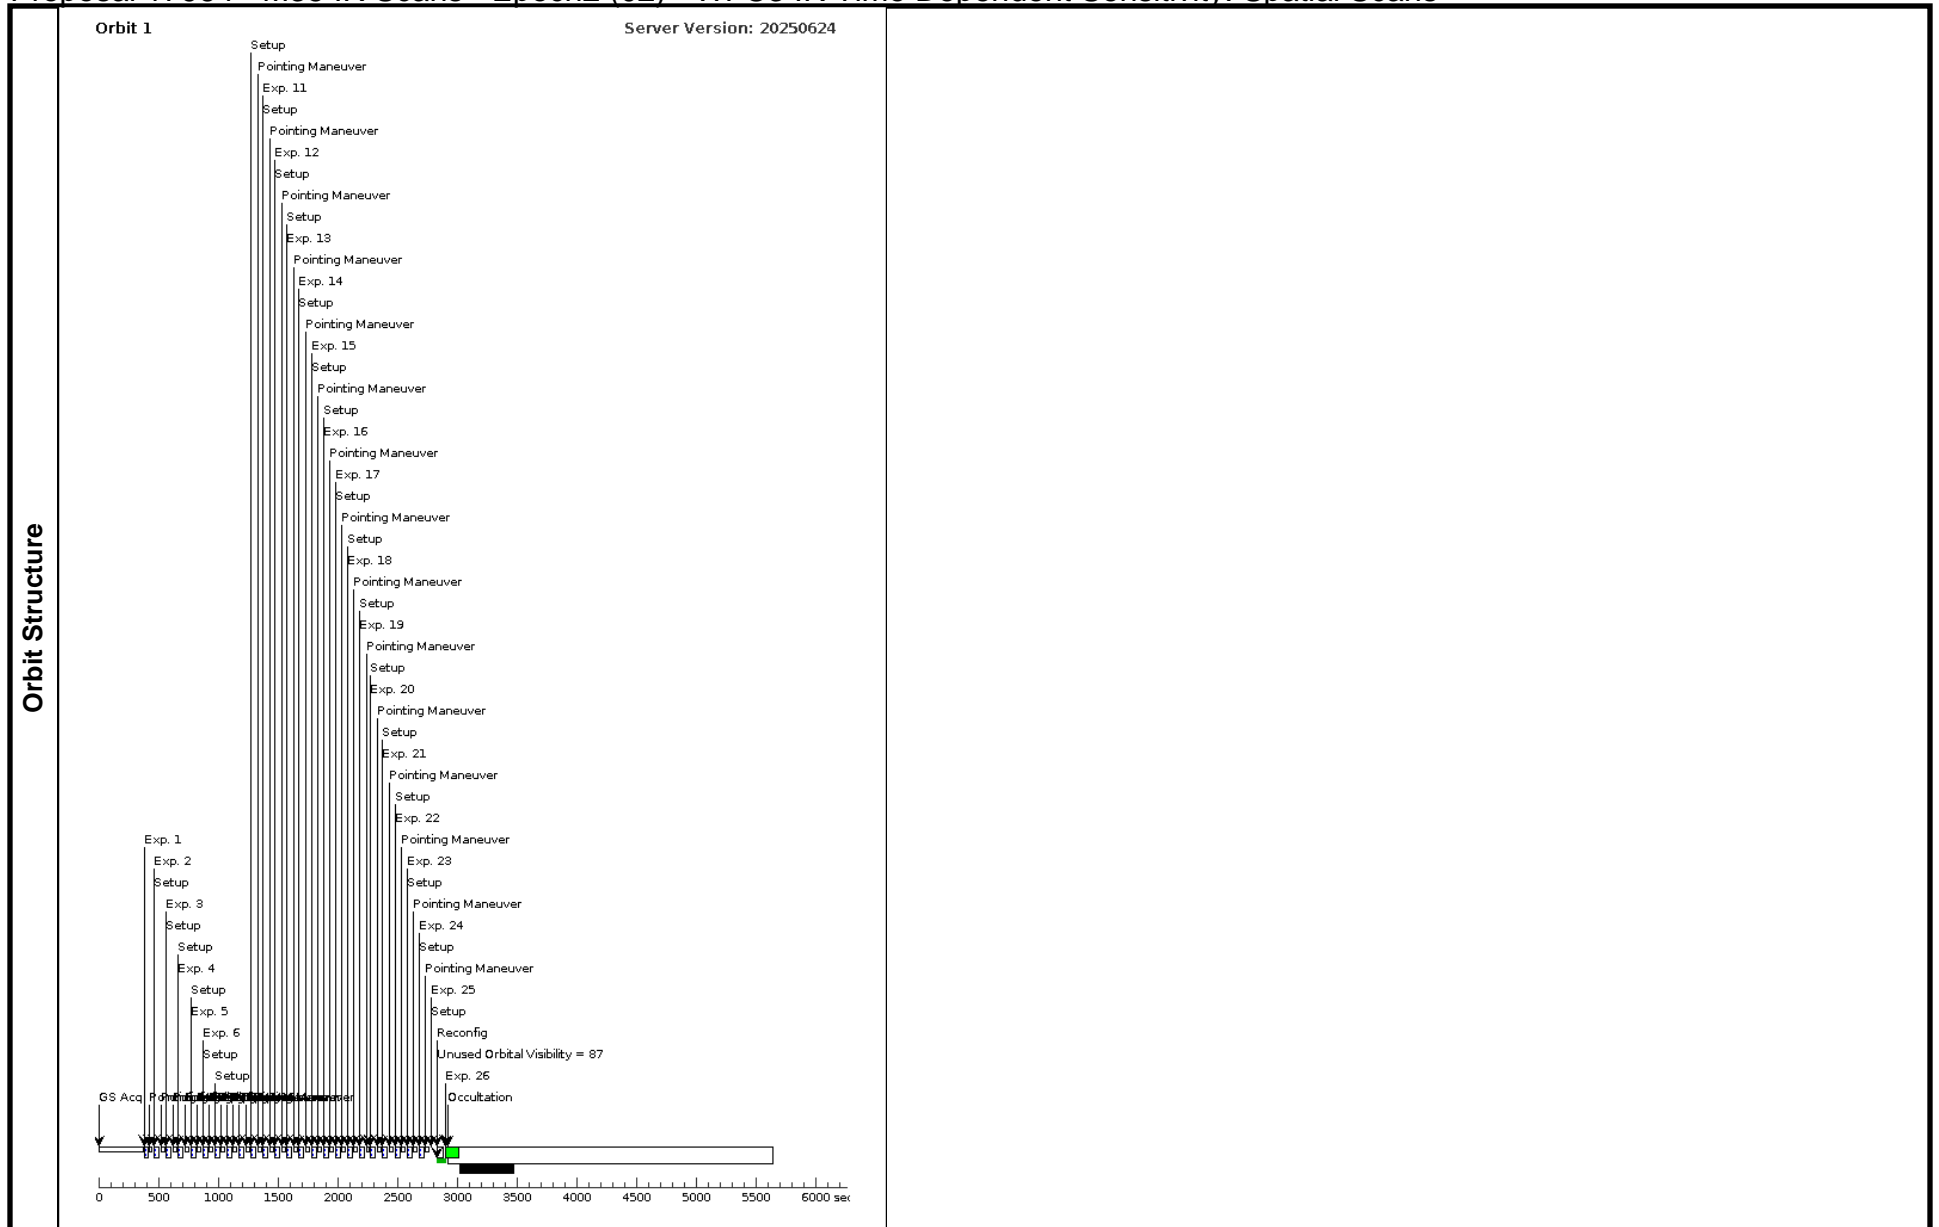 Orbit Structure
Orbit 1
Server Version: 20250624
Setup
Pointing Maneuver
Exp. 11
Setup
Pointing Maneuver
Exp. 12
Setup
Pointing Maneuver
Setup
Exp. 13
Pointing Maneuver
Exp. 14
Setup
Pointing Maneuver
Exp. 15
Setup
Pointing Maneuver
Setup
Exp. 16
Pointing Maneuver
Exp. 17
Setup
Pointing Maneuver
Setup
Exp. 18
Pointing Maneuver
Setup
Exp. 19
Pointing Maneuver
Setup
Exp. 20
Pointing Maneuver
Setup
Exp. 21
Pointing Maneuver
Setup
Exp. 22
Exp. 1
Pointing Maneuver
Exp. 2
Exp. 23
Setup
Setup
Exp. 3
Pointing Maneuver
Setup
Exp. 24
Setup
Setup
Exp. 4
Pointing Maneuver
Setup
Exp. 25
Exp. 5
Setup
Exp. 6
Reconfig
Setup
Unused Orbital Visibility = 87
Setup
Exp. 26
GS Acq
Occultation
0 500 1000 1500 2000 2500 3000 3500 4000 4500 5000 5500 6000